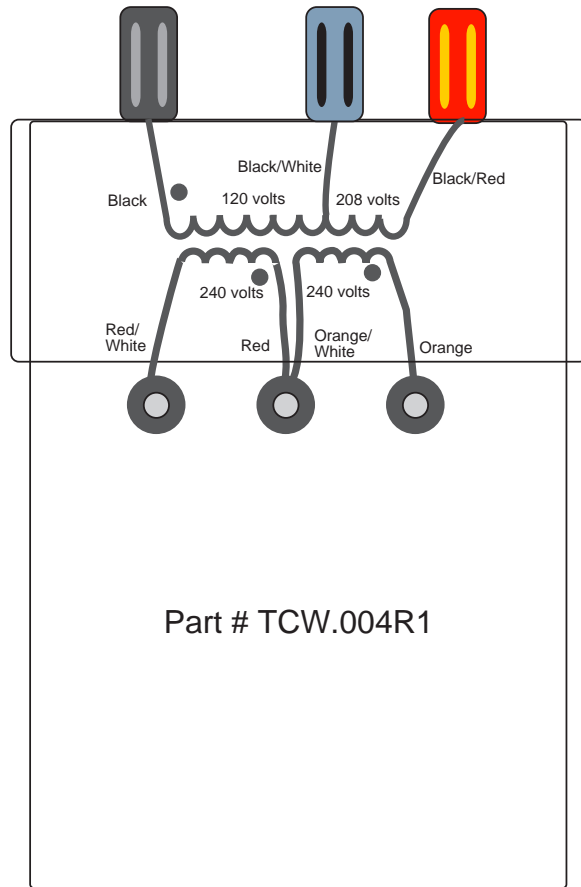 Black/White
Black/Red
Black
120 volts
208 volts
240 volts
240 volts
Red/
White
Red
Orange/
White
Orange
Part # TCW.004R1